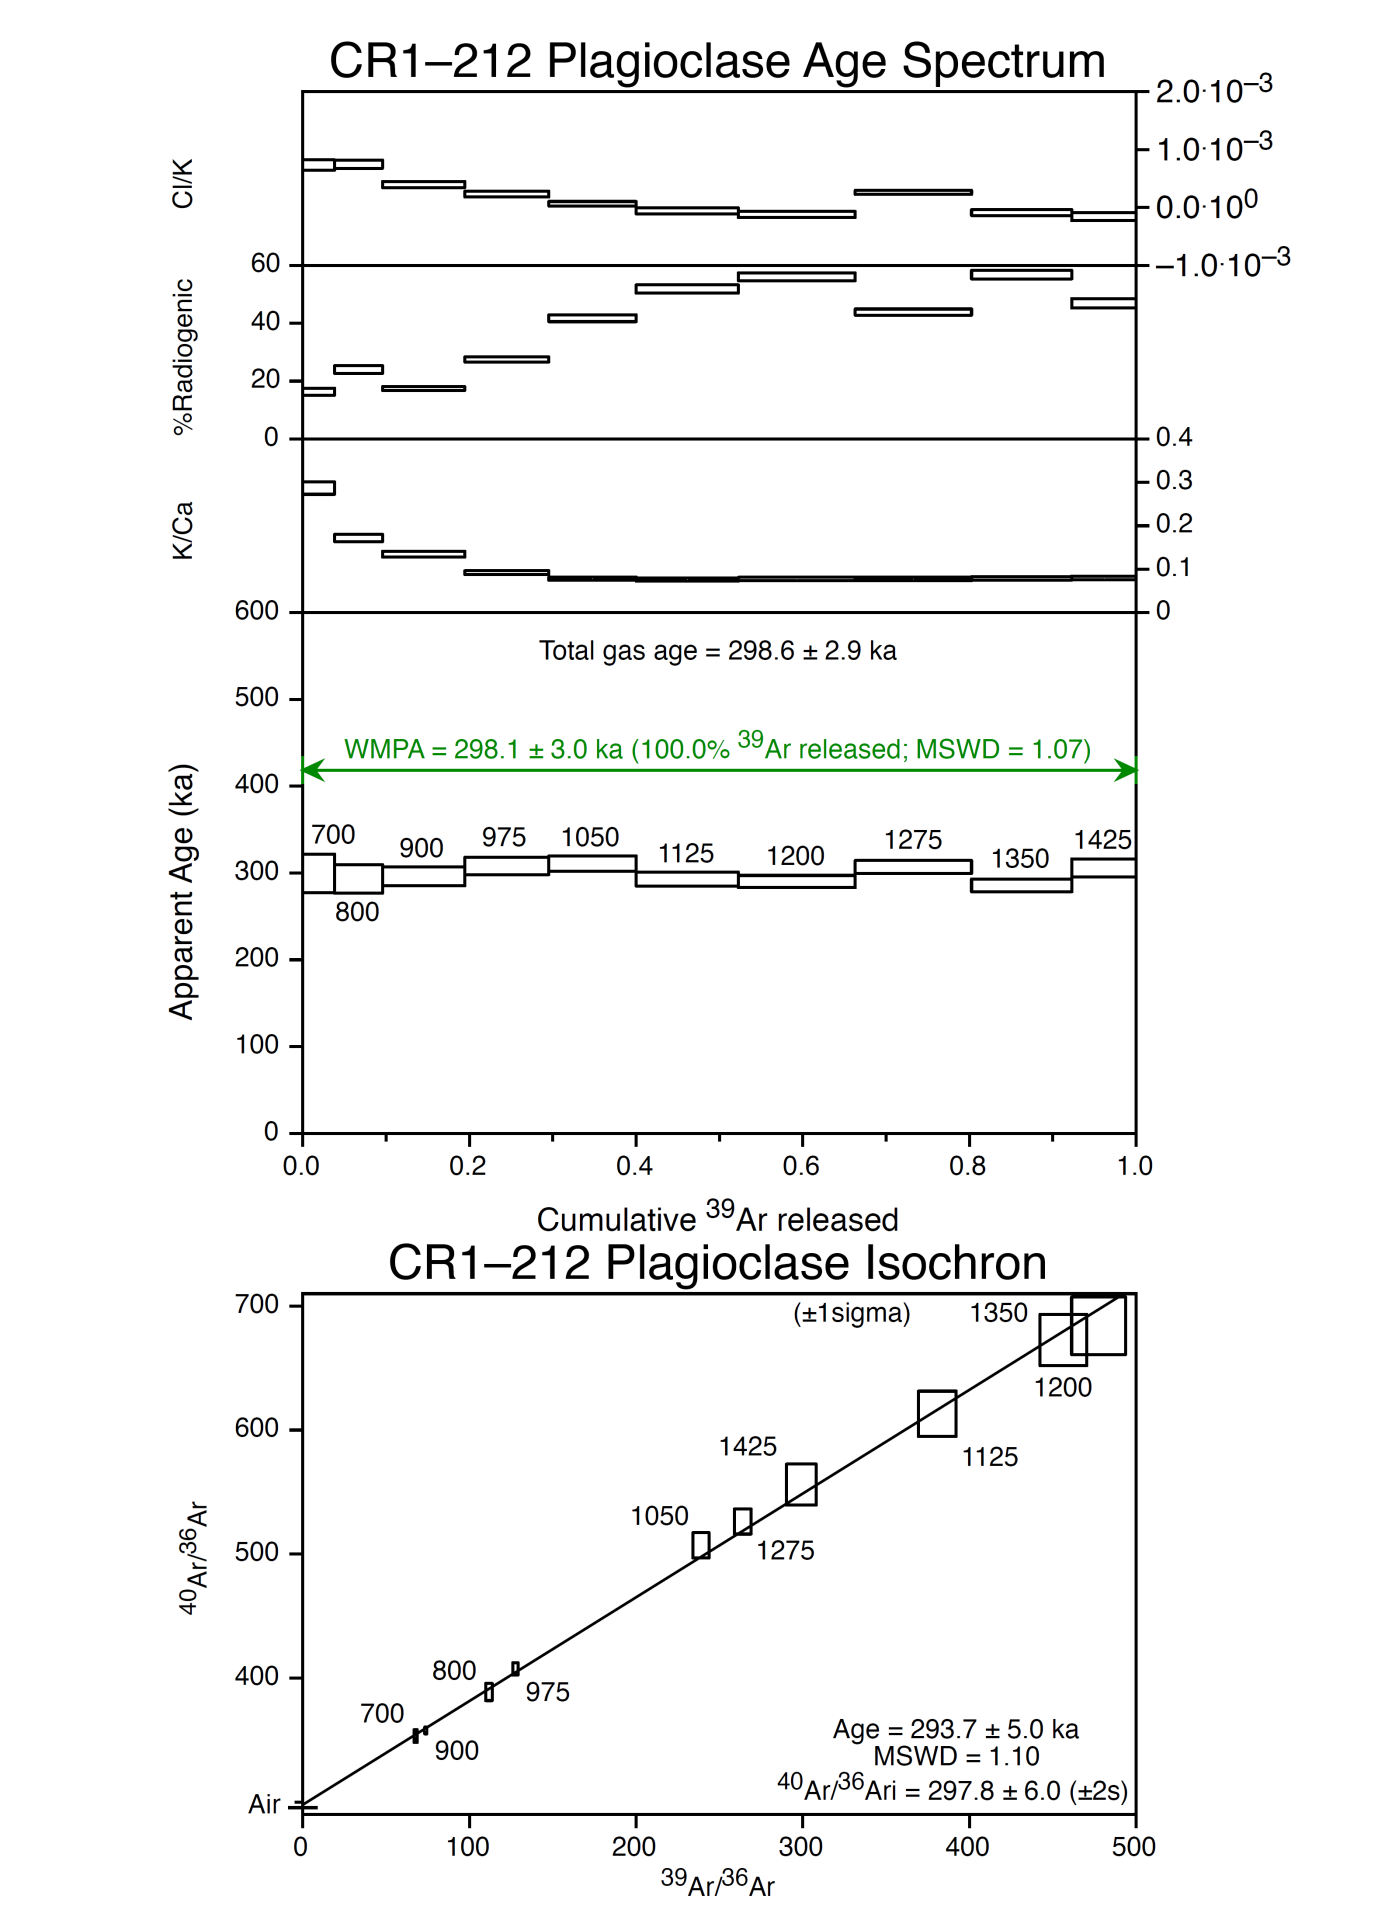 CR1–212 Plagioclase Age Spectrum
2.0·10⁻³
1.0·10⁻³
0.0·10⁰
–1.0·10⁻³
Cl/K
60
40
20
0
%Radiogenic
0.4
0.3
0.2
0.1
0
K/Ca
600
500
400
300
200
100
0
Apparent Age (ka)
Total gas age = 298.6 ± 2.9 ka
WMPA = 298.1 ± 3.0 ka (100.0% ³⁹Ar released; MSWD = 1.07)
700
800
900
975
1050
1125
1200
1275
1350
1425
0.0 0.2 0.4 0.6 0.8 1.0
Cumulative ³⁹Ar released
CR1–212 Plagioclase Isochron
(±1sigma)
700
600
500
400
Air
⁴⁰Ar/³⁶Ar
1350
1200
1125
1425
1050
1275
800
975
700
900
Age = 293.7 ± 5.0 ka
MSWD = 1.10
⁴⁰Ar/³⁶Ari = 297.8 ± 6.0 (±2s)
0 100 200 300 400 500
³⁹Ar/³⁶Ar